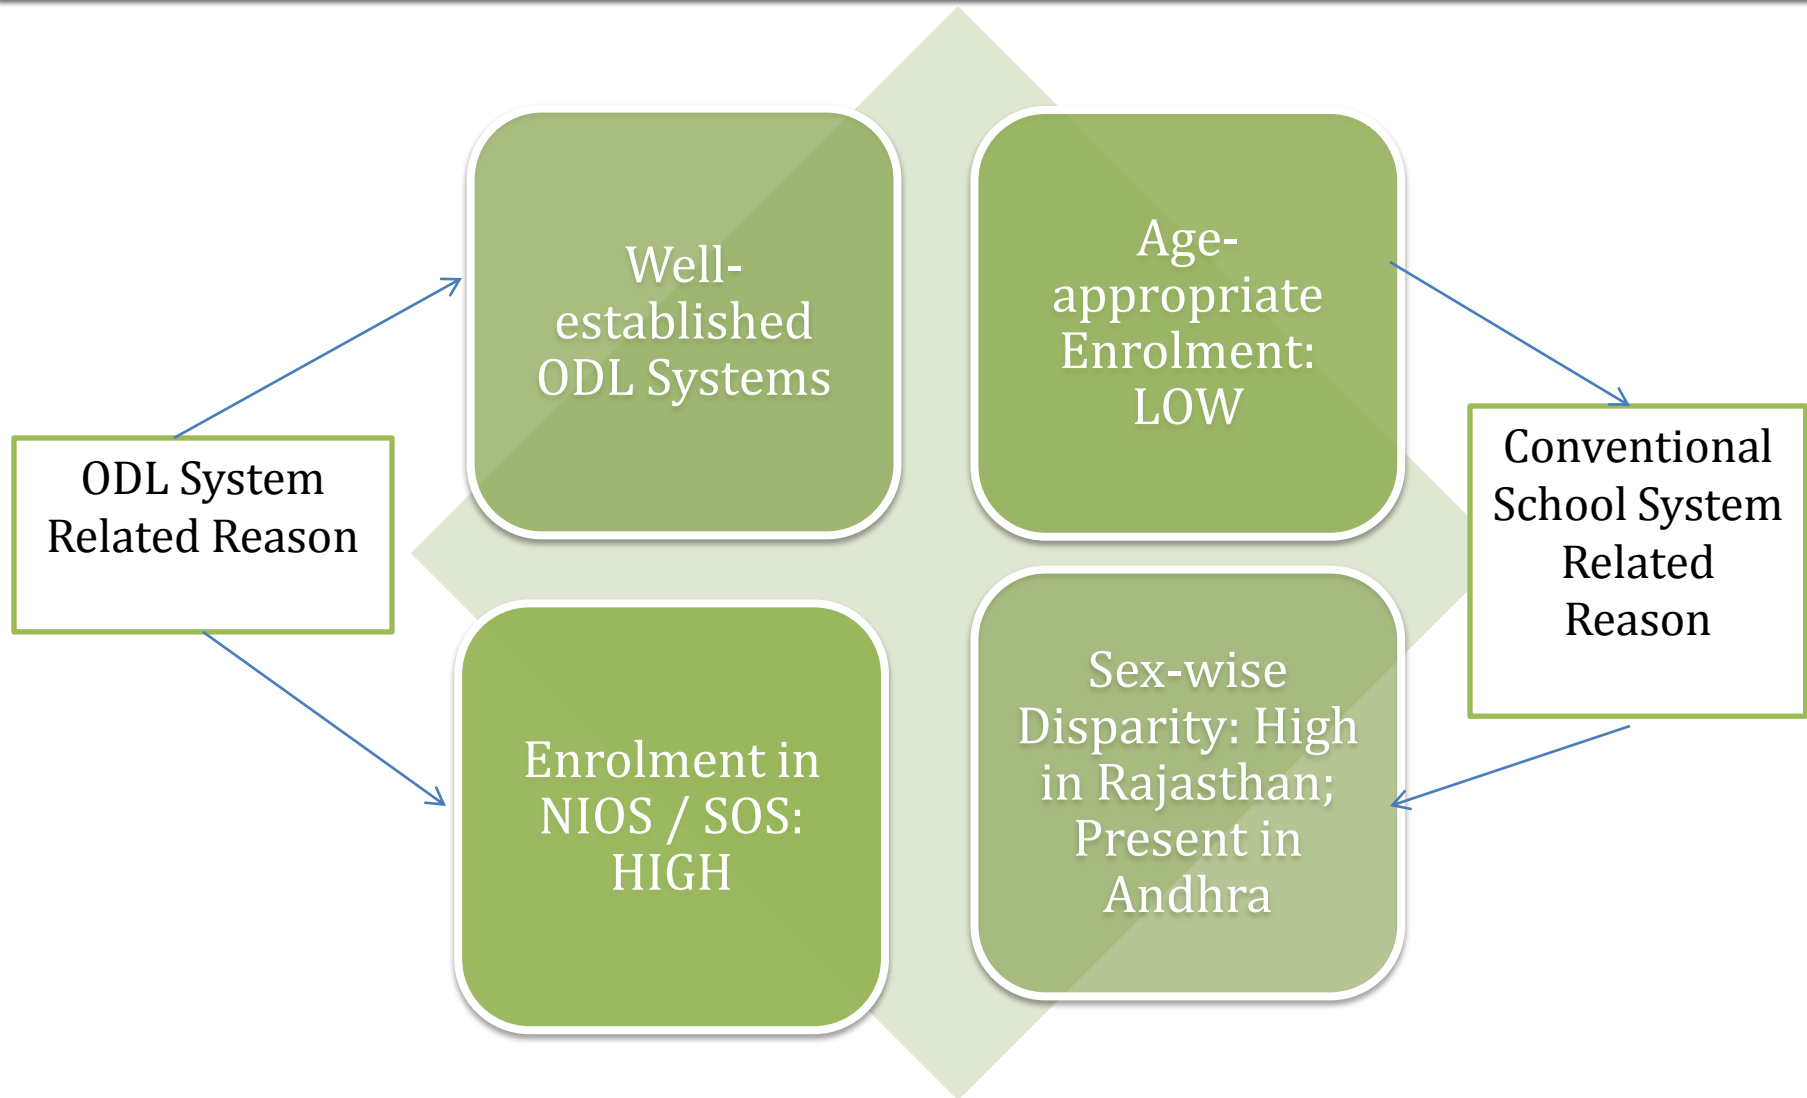 Well-
established
ODL Systems
Age-
appropriate
Enrolment:
LOW
ODL System
Related Reason
Conventional
School System
Related
Reason
Enrolment in
NIOS / SOS:
HIGH
Sex-wise
Disparity: High
in Rajasthan;
Present in
Andhra